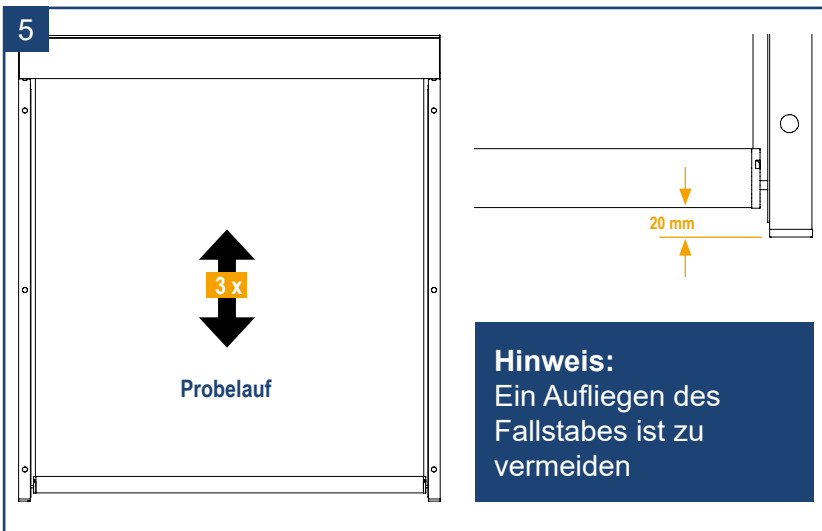 5
3 x
Probelauf
20 mm
Hinweis:
Ein Aufliegen des
Fallstabes ist zu
vermeiden